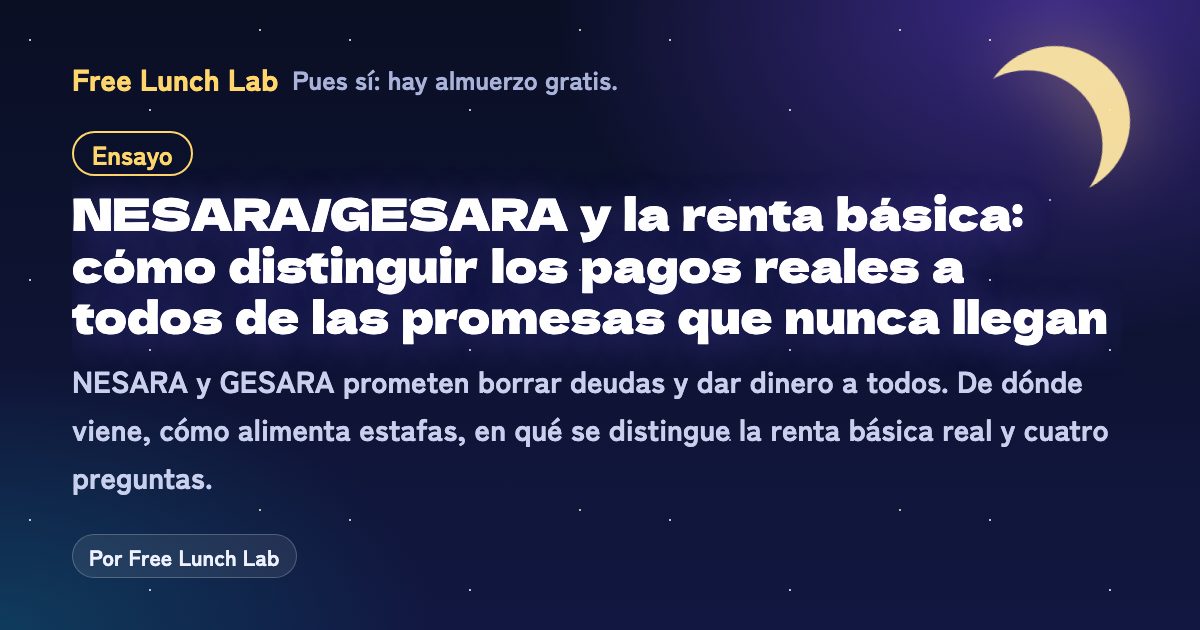 Free Lunch Lab Pues sí: hay almuerzo gratis.
Ensayo
NESARA/GESARA y la renta básica:
cómo distinguir los pagos reales a
todos de las promesas que nunca llegan
NESARA y GESARA prometen borrar deudas y dar dinero a todos. De dónde
viene, cómo alimenta estafas, en qué se distingue la renta básica real y cuatro
preguntas.
Por Free Lunch Lab